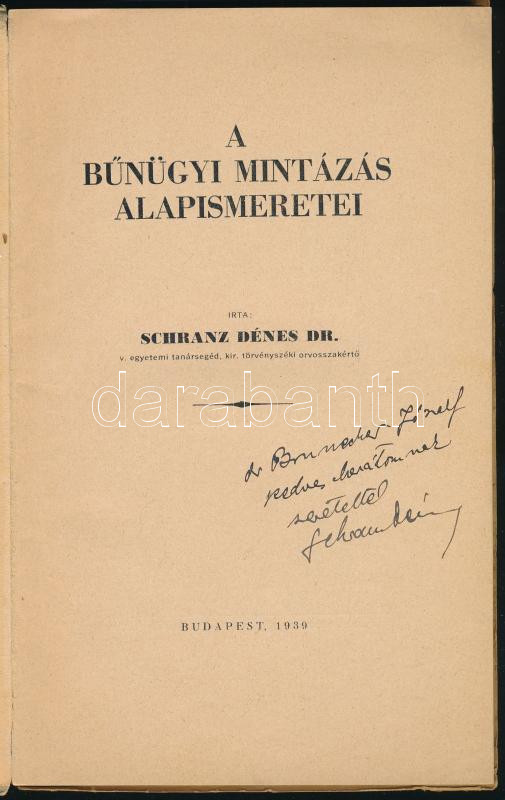 A
BŰNÜGYI MINTÁZÁS
ALAPISMERETEI
IRTA:
SCHRANZ DÉNES DR.
v. egyetemi tanársegéd, kir. törvényszéki orvosszakértő
darabanth
dr József
kedves barátomnak
szeretettel
Schranz Dénes
BUDAPEST, 1939